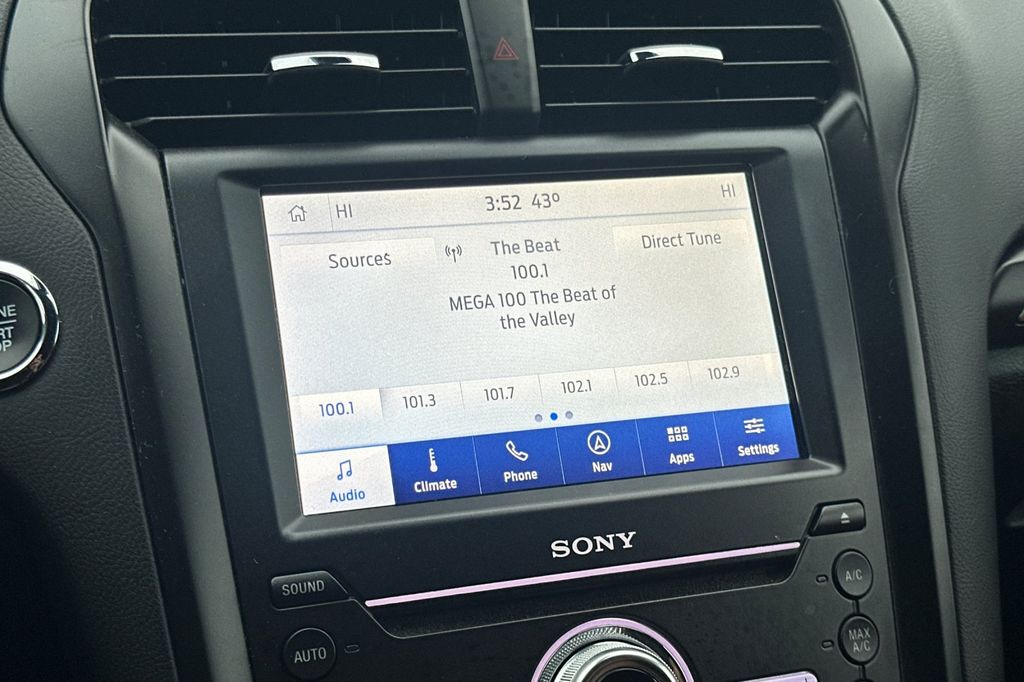 HI 3:52 43° HI
Sources The Beat Direct Tune
100.1
MEGA 100 The Beat of
the Valley
100.1 101.3 101.7 102.1 102.5 102.9
Audio Climate Phone Nav Apps Settings
SONY
SOUND
AUTO
A/C
MAX
A/C